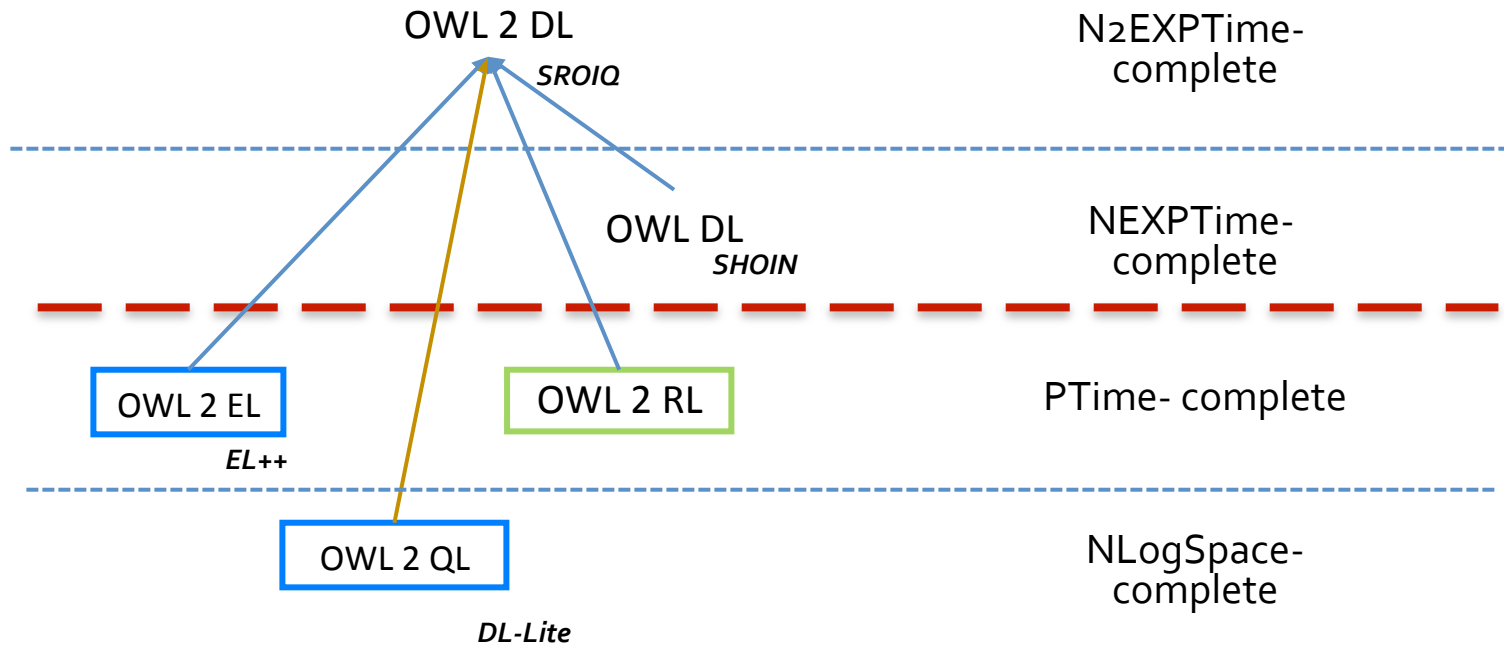 OWL 2 DL
SROIQ
N2EXPTime-
complete
OWL DL
SHOIN
NEXPTime-
complete
OWL 2 EL
EL++
OWL 2 RL
PTime- complete
OWL 2 QL
DL-Lite
NLogSpace-
complete